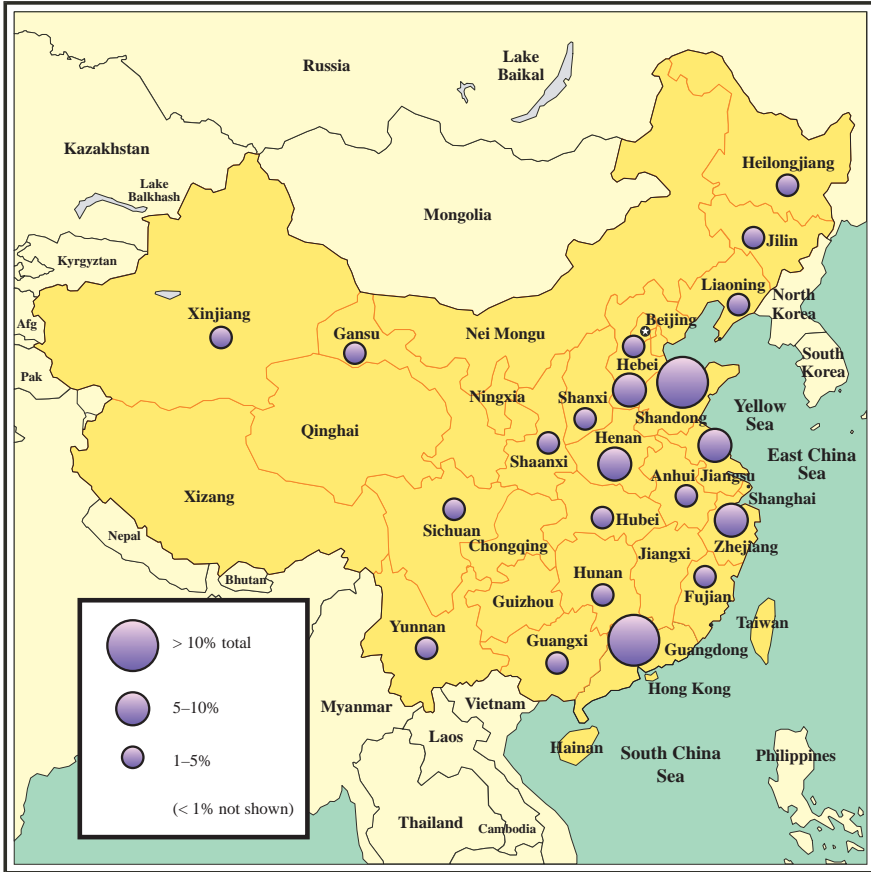 Russia
Lake
Baikal
Kazakhstan
Heilongjiang
Lake
Balkhash
Mongolia
Jilin
Kyrgyztan
Liaoning
North
Korea
Xinjiang
Afg
Gansu
Nei Mongu
Beijing
South
Korea
Hebei
Pak
Ningxia
Shanxi
Shandong
Yellow
Sea
Qinghai
Henan
East China
Sea
Shaanxi
Anhui
Jiangsu
Xizang
Shanghai
Sichuan
Hubei
Nepal
Chongqing
Zhejiang
Jiangxi
Bhutan
Hunan
Guizhou
Fujian
Yunnan
Guangxi
Taiwan
Guangdong
> 10% total
Hong Kong
Myanmar
Vietnam
5–10%
Laos
Hainan
South China
Sea
Philippines
1–5%
(< 1% not shown)
Thailand
Cambodia